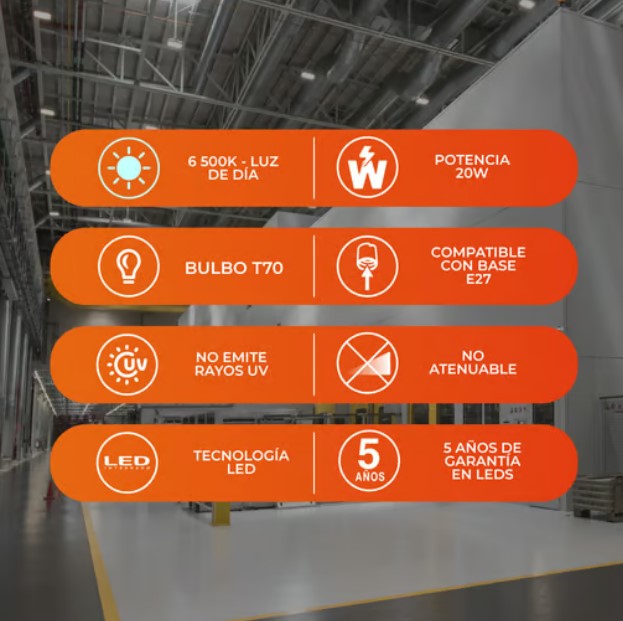 6 500K - LUZ
DE DÍA
W
POTENCIA
20W
BULBO T70
COMPATIBLE
CON BASE
E27
UV
NO EMITE
RAYOS UV
NO
ATENUABLE
LED
TECNOLOGÍA
LED
5
AÑOS
5 AÑOS DE
GARANTÍA
EN LEDS